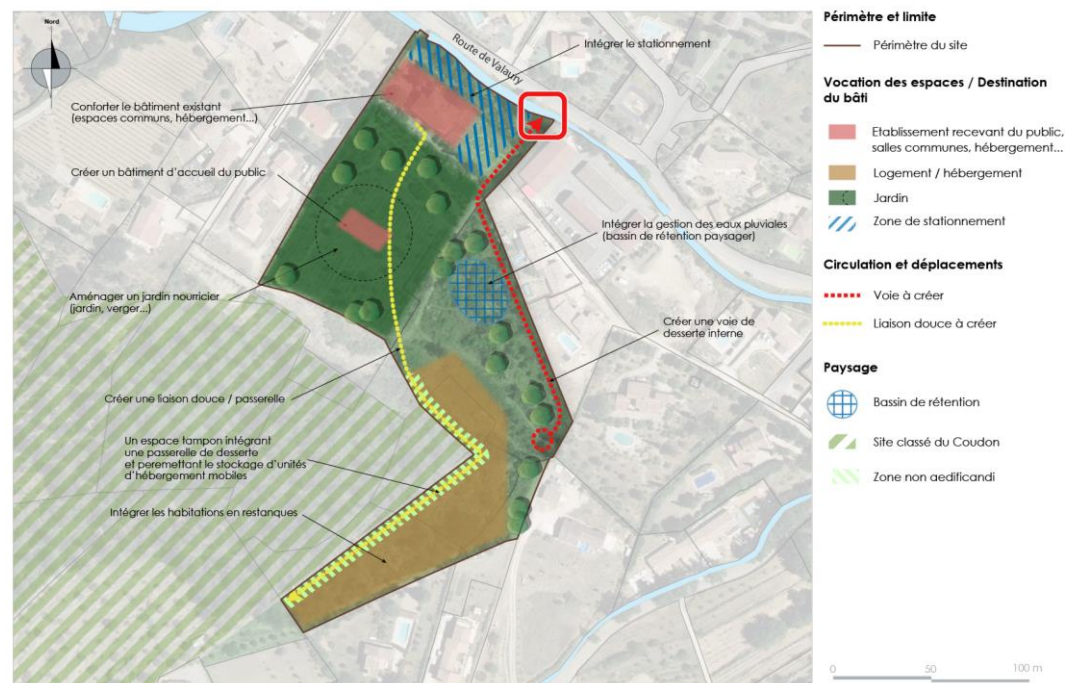 Nord
Route de Valaury
Intégrer le stationnement
Conforter le bâtiment existant
(espaces communs, hébergement...)
Créer un bâtiment d'accueil du public
Intégrer la gestion des eaux pluviales
(bassin de rétention paysager)
Aménager un jardin nourricier
(jardin, verger...)
Créer une voie de
desserte interne
Créer une liaison douce / passerelle
Un espace tampon intégrant
une passerelle de desserte
et peremettant le stockage d'unités
d'hébergement mobiles
Intégrer les habitations en restanques
Périmètre et limite
Périmètre du site
Vocation des espaces / Destination
du bâti
Etablissement recevant du public,
salles communes, hébergement...
Logement / hébergement
Jardin
Zone de stationnement
Circulation et déplacements
Voie à créer
Liaison douce à créer
Paysage
Bassin de rétention
Site classé du Coudon
Zone non aedificandi
0 50 100 m